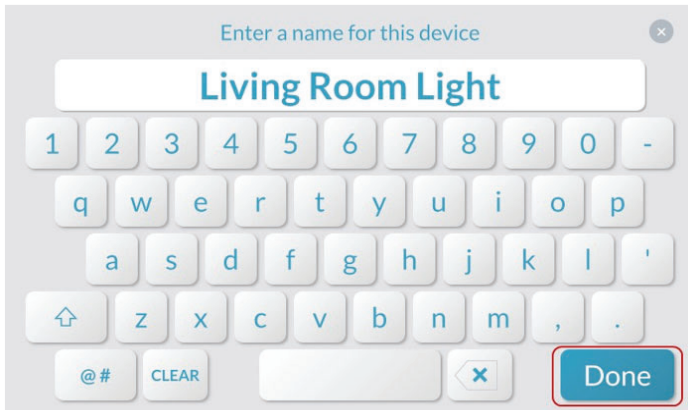 Enter a name for this device
Living Room Light
1 2 3 4 5 6 7 8 9 0 -
q w e r t y u i o p
a s d f g h j k l '
z x c v b n m , .
@# CLEAR Done